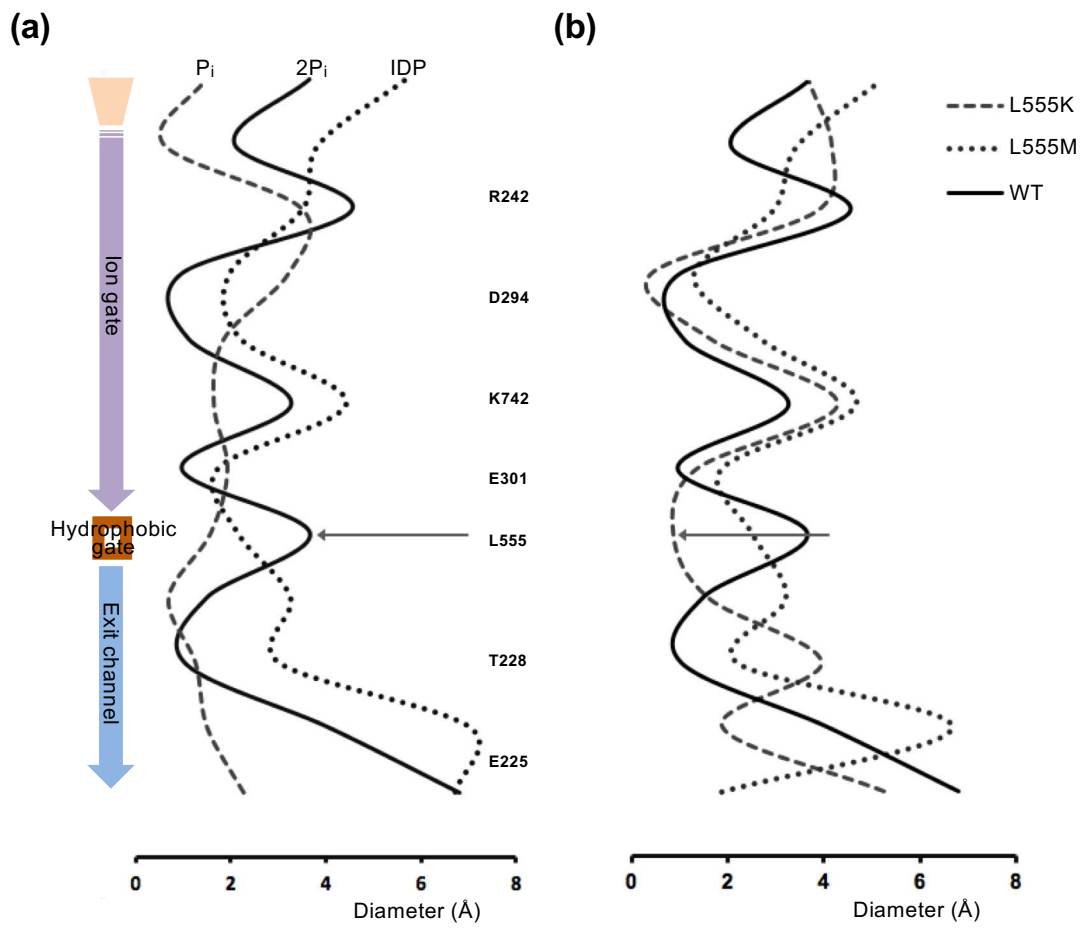 (a)
(b)
Pi
2Pi
IDP
Ion gate
Hydrophobic
gate
Exit channel
R242
D294
K742
E301
L555
T228
E225
0 2 4 6 8
Diameter (Å)
L555K
L555M
WT
0 2 4 6 8
Diameter (Å)